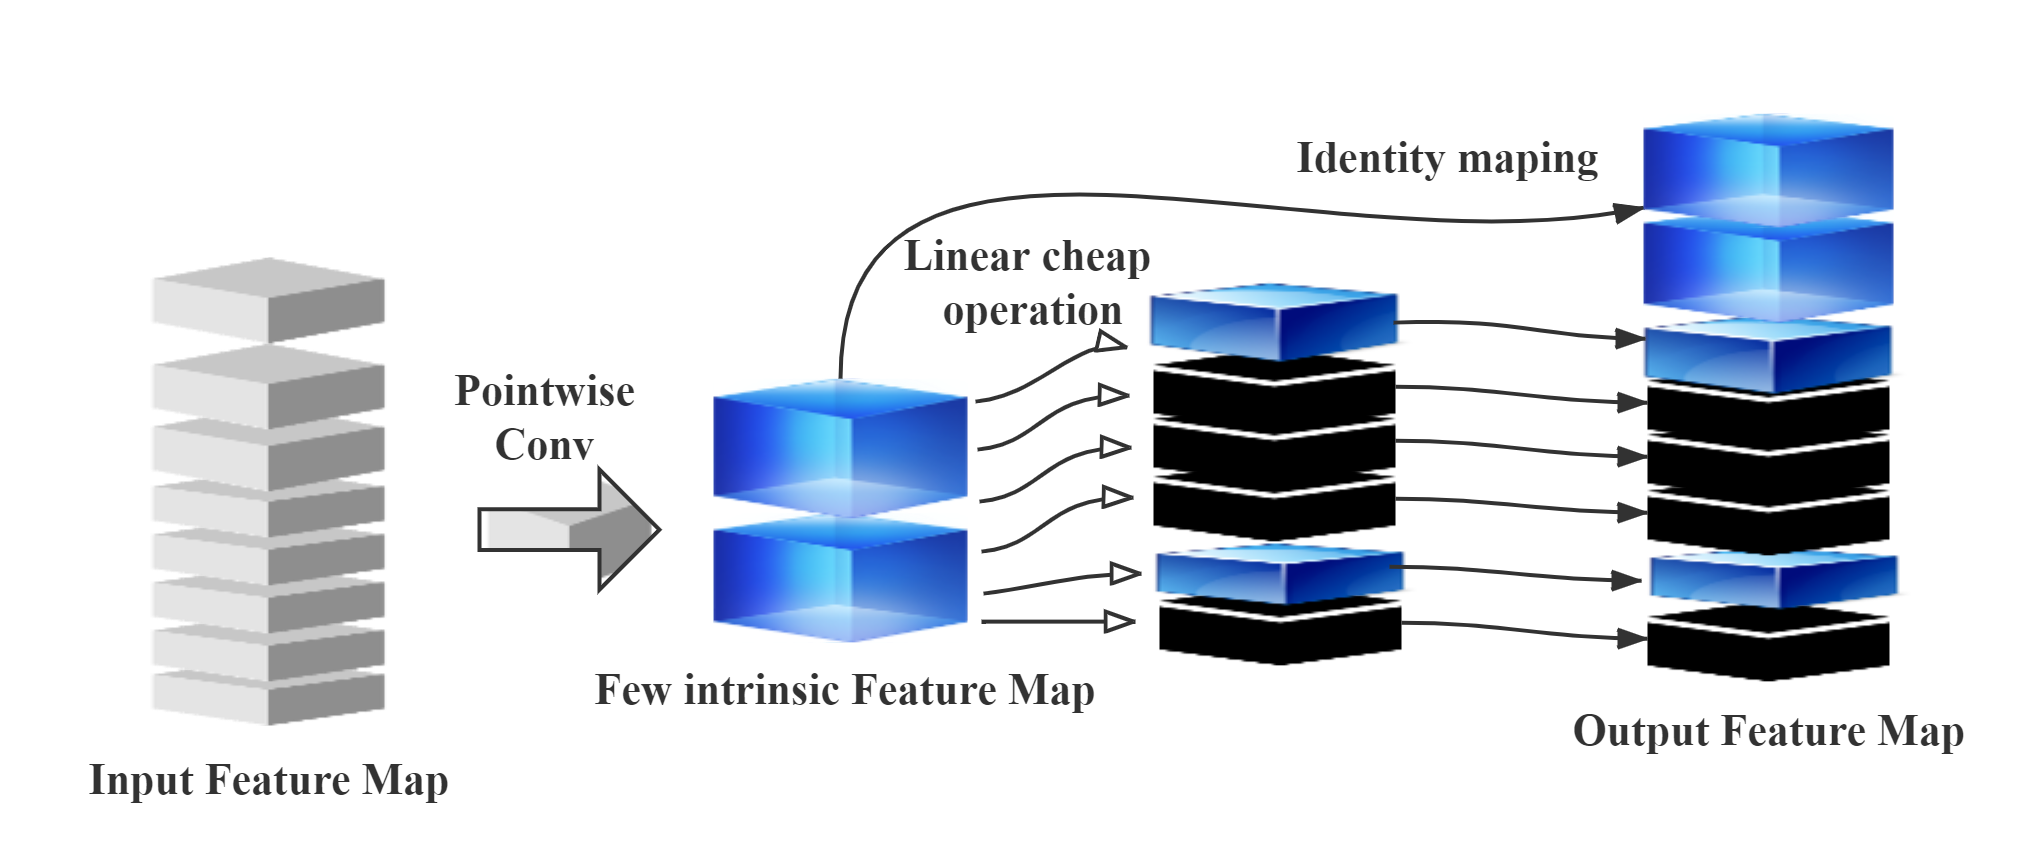 Identity maping
Linear cheap
operation
Pointwise
Conv
Few intrinsic Feature Map
Output Feature Map
Input Feature Map